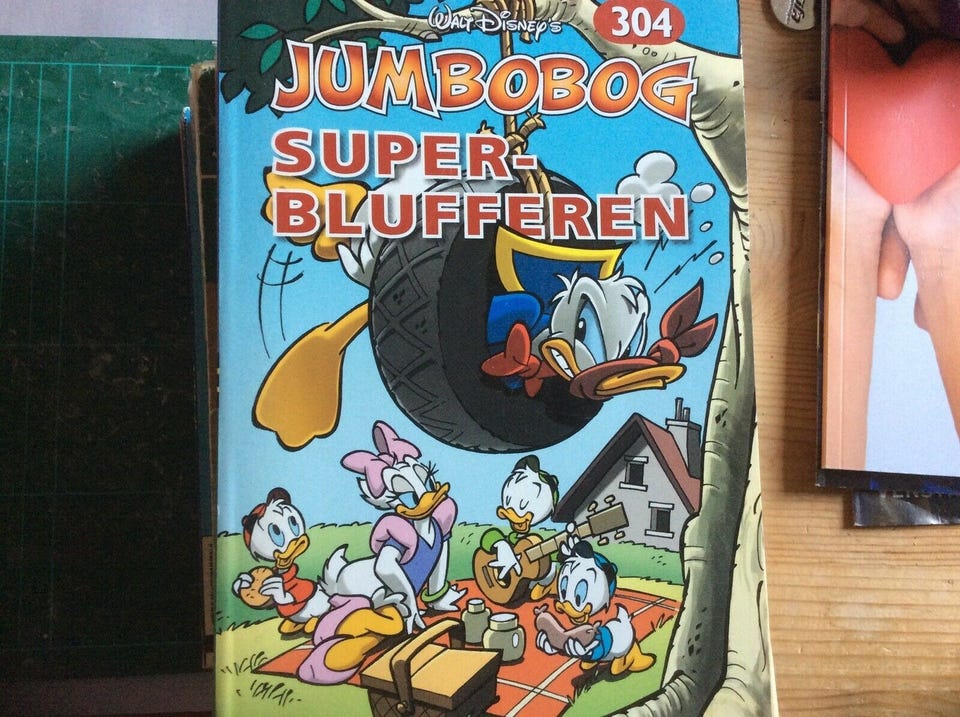 WALT DISNEY'S
304
JUMBOBOG
SUPER-
BLUFFEREN